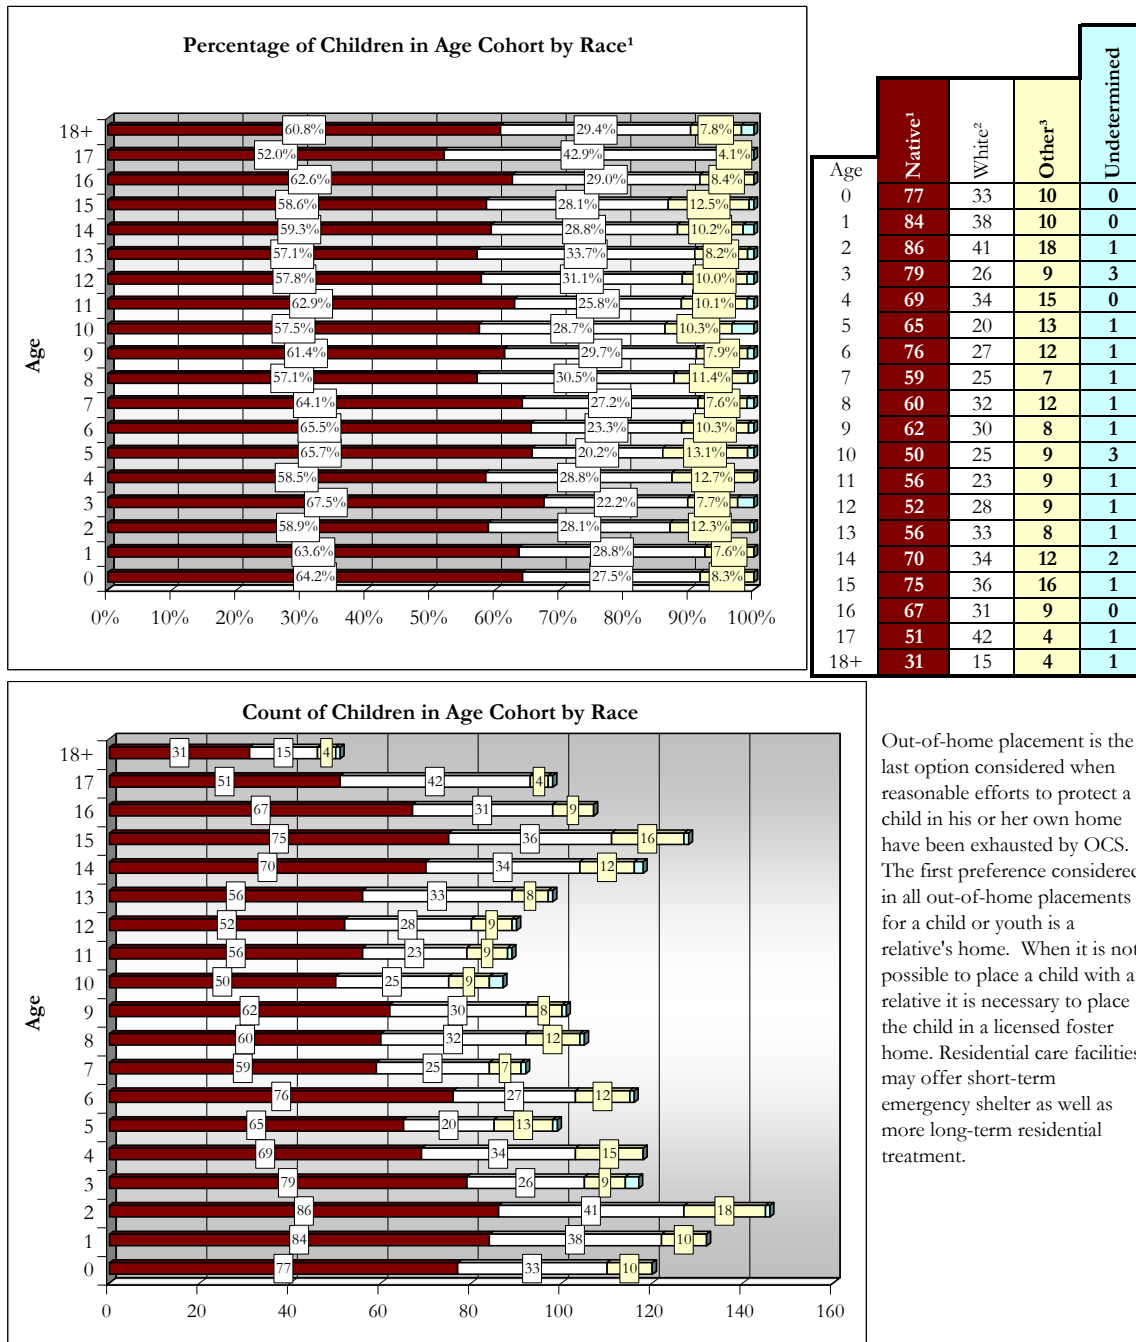 Percentage of Children in Age Cohort by Race¹
Age
18+ 60.8% 29.4% 7.8%
17 52.0% 42.9% 4.1%
16 62.6% 29.0% 8.4%
15 58.6% 28.1% 12.5%
14 59.3% 28.8% 10.2%
13 57.1% 33.7% 8.2%
12 57.8% 31.1% 10.0%
11 62.9% 25.8% 10.1%
10 57.5% 28.7% 10.3%
9 61.4% 29.7% 7.9%
8 57.1% 30.5% 11.4%
7 64.1% 27.2% 7.6%
6 65.5% 23.3% 10.3%
5 65.7% 20.2% 13.1%
4 58.5% 28.8% 12.7%
3 67.5% 22.2% 7.7%
2 58.9% 28.1% 12.3%
1 63.6% 28.8% 7.6%
0 64.2% 27.5% 8.3%
0% 10% 20% 30% 40% 50% 60% 70% 80% 90% 100%
Age Native¹ White² Other³ Undetermined
0 77 33 10 0
1 84 38 10 0
2 86 41 18 1
3 79 26 9 3
4 69 34 15 0
5 65 20 13 1
6 76 27 12 1
7 59 25 7 1
8 60 32 12 1
9 62 30 8 1
10 50 25 9 3
11 56 23 9 1
12 52 28 9 1
13 56 33 8 1
14 70 34 12 2
15 75 36 16 1
16 67 31 9 0
17 51 42 4 1
18+ 31 15 4 1
Count of Children in Age Cohort by Race
Age
18+ 31 15 4
17 51 42 4
16 67 31 9
15 75 36 16
14 70 34 12
13 56 33 8
12 52 28 9
11 56 23 9
10 50 25 9
9 62 30 8
8 60 32 12
7 59 25 7
6 76 27 12
5 65 20 13
4 69 34 15
3 79 26 9
2 86 41 18
1 84 38 10
0 77 33 10
0 20 40 60 80 100 120 140 160
Out-of-home placement is the
last option considered when
reasonable efforts to protect a
child in his or her own home
have been exhausted by OCS.
The first preference considered
in all out-of-home placements
for a child or youth is a
relative's home. When it is not
possible to place a child with a
relative it is necessary to place
the child in a licensed foster
home. Residential care facilities
may offer short-term
emergency shelter as well as
more long-term residential
treatment.